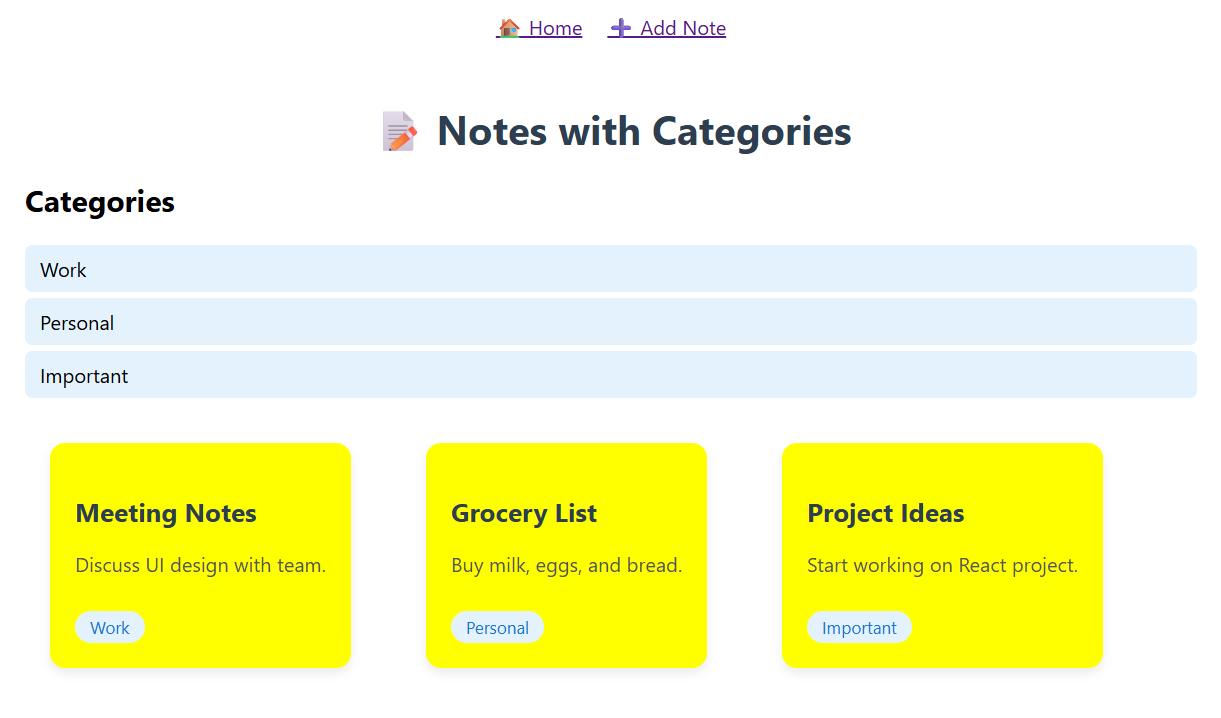 Home Add Note
Notes with Categories
Categories
Work
Personal
Important
Meeting Notes
Discuss UI design with team.
Work
Grocery List
Buy milk, eggs, and bread.
Personal
Project Ideas
Start working on React project.
Important